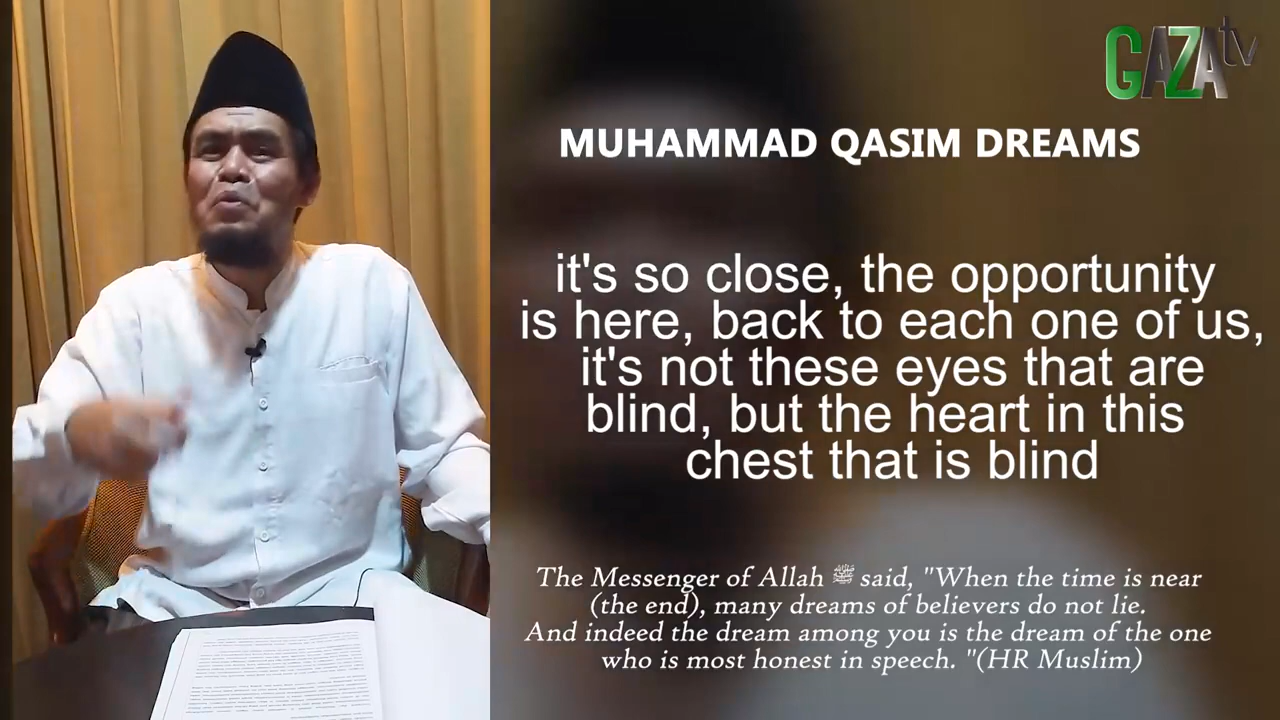 GAZA tv
MUHAMMAD QASIM DREAMS
it's so close, the opportunity
is here, back to each one of us,
it's not these eyes that are
blind, but the heart in this
chest that is blind
The Messenger of Allah ﷺ said, "When the time is near
(the end), many dreams of believers do not lie.
And indeed the dream among you is the dream of the one
who is most honest in speech. "(HR Muslim)